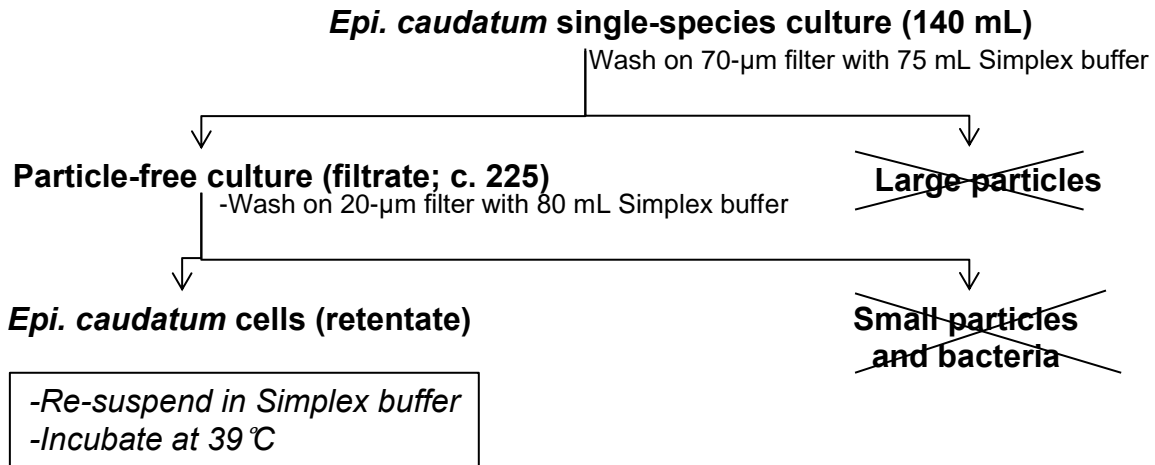 Epi. caudatum single-species culture (140 mL)
Wash on 70-µm filter with 75 mL Simplex buffer
Particle-free culture (filtrate; c. 225)
Large particles
-Wash on 20-µm filter with 80 mL Simplex buffer
Epi. caudatum cells (retentate)
Small particles
and bacteria
-Re-suspend in Simplex buffer
-Incubate at 39℃